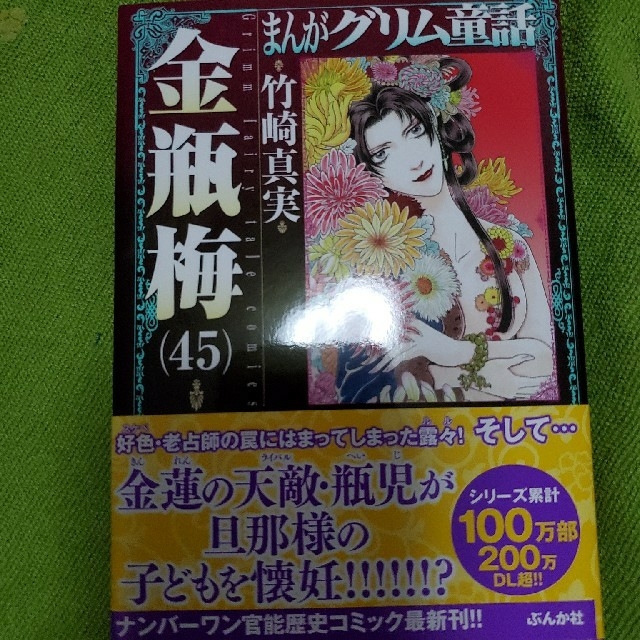 まんがグリム童話
金瓶梅
(45)
Grimm fairy tale comics
竹崎真実
好色・老占師の罠にはまってしまった露々! そして…
金蓮の天敵・瓶児が
旦那様の
子どもを懐妊!!!!!!?
シリーズ累計
100万部
200万
DL超!!
ナンバーワン官能歴史コミック最新刊!!
ぶんか社